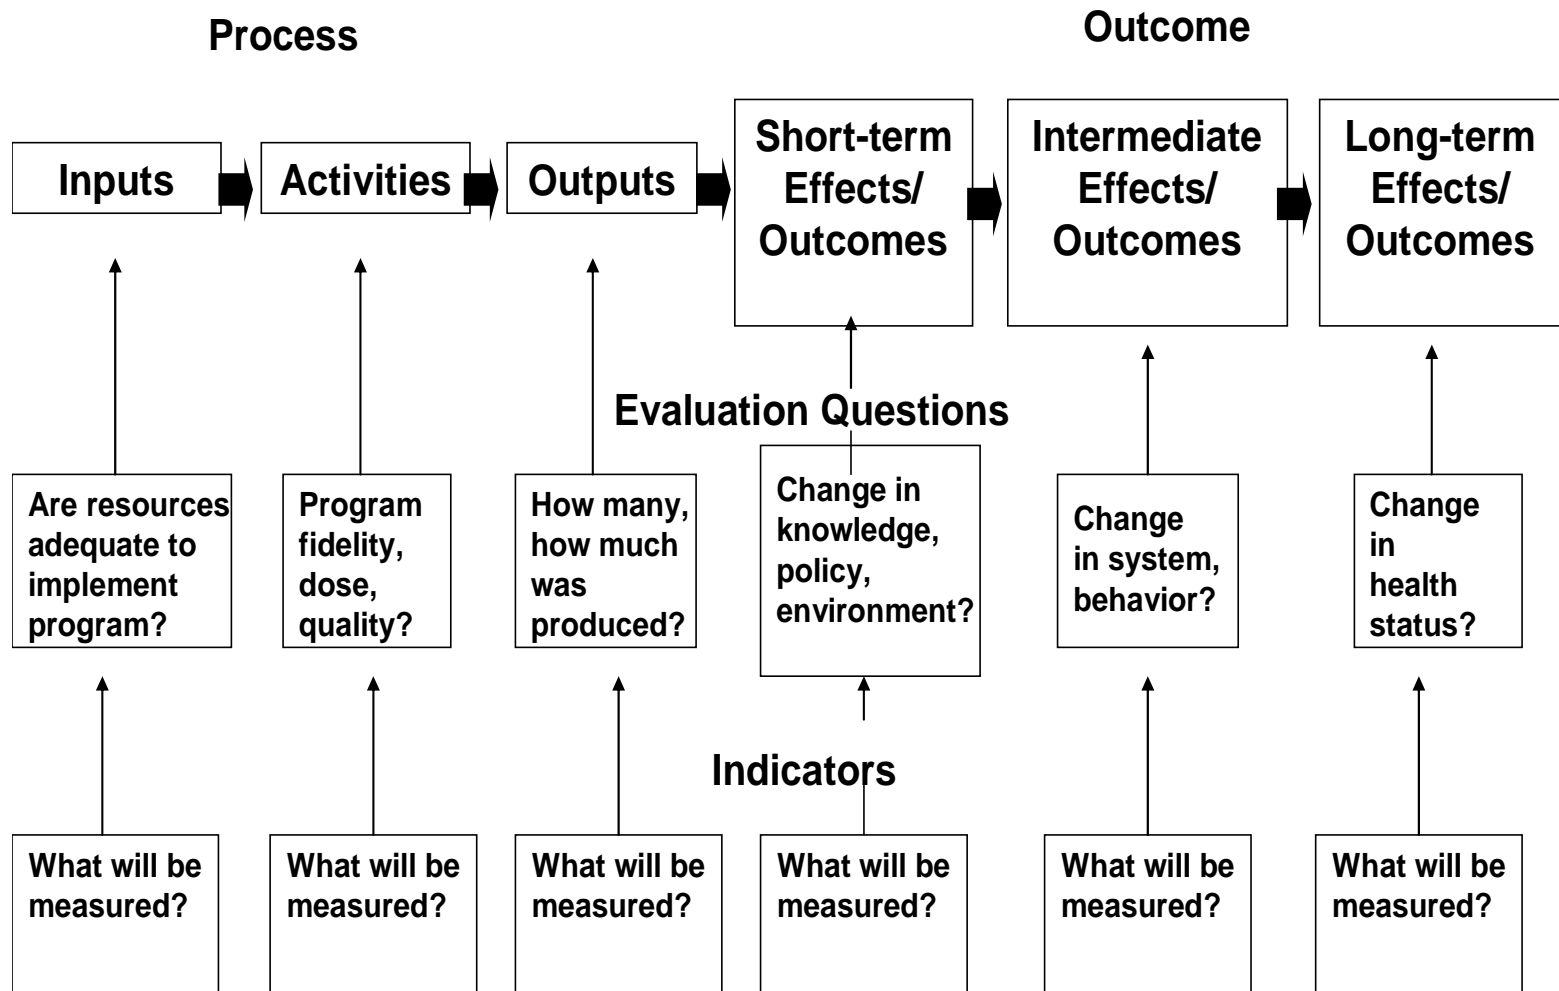 Process
Outcome
Inputs
Activities
Outputs
Short-term
Effects/
Outcomes
Intermediate
Effects/
Outcomes
Long-term
Effects/
Outcomes
Evaluation Questions
Are resources
adequate to
implement
program?
Program
fidelity,
dose,
quality?
How many,
how much
was
produced?
Change in
knowledge,
policy,
environment?
Change
in system,
behavior?
Change
in
health
status?
Indicators
What will be
measured?
What will be
measured?
What will be
measured?
What will be
measured?
What will be
measured?
What will be
measured?